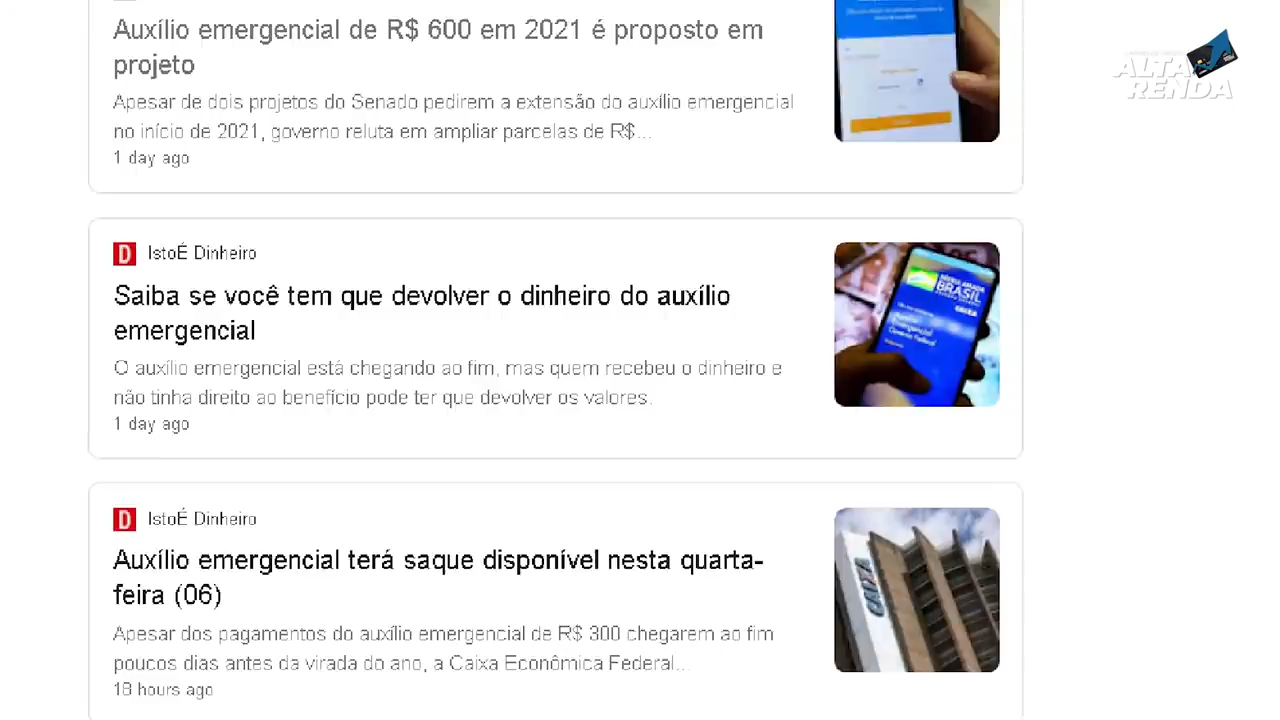 Auxílio emergencial de R$ 600 em 2021 é proposto em
projeto
Apesar de dois projetos do Senado pedirem a extensão do auxílio emergencial
no início de 2021, governo reluta em ampliar parcelas de R$...
1 day ago
ALTA
RENDA
IstoÉ Dinheiro
Saiba se você tem que devolver o dinheiro do auxílio
emergencial
O auxílio emergencial está chegando ao fim, mas quem recebeu o dinheiro e
não tinha direito ao benefício pode ter que devolver os valores.
1 day ago
BRASIL
CAIXA
IstoÉ Dinheiro
Auxílio emergencial terá saque disponível nesta quarta-
feira (06)
Apesar dos pagamentos do auxílio emergencial de R$ 300 chegarem ao fim
poucos dias antes da virada do ano, a Caixa Econômica Federal...
18 hours ago
CAIXA